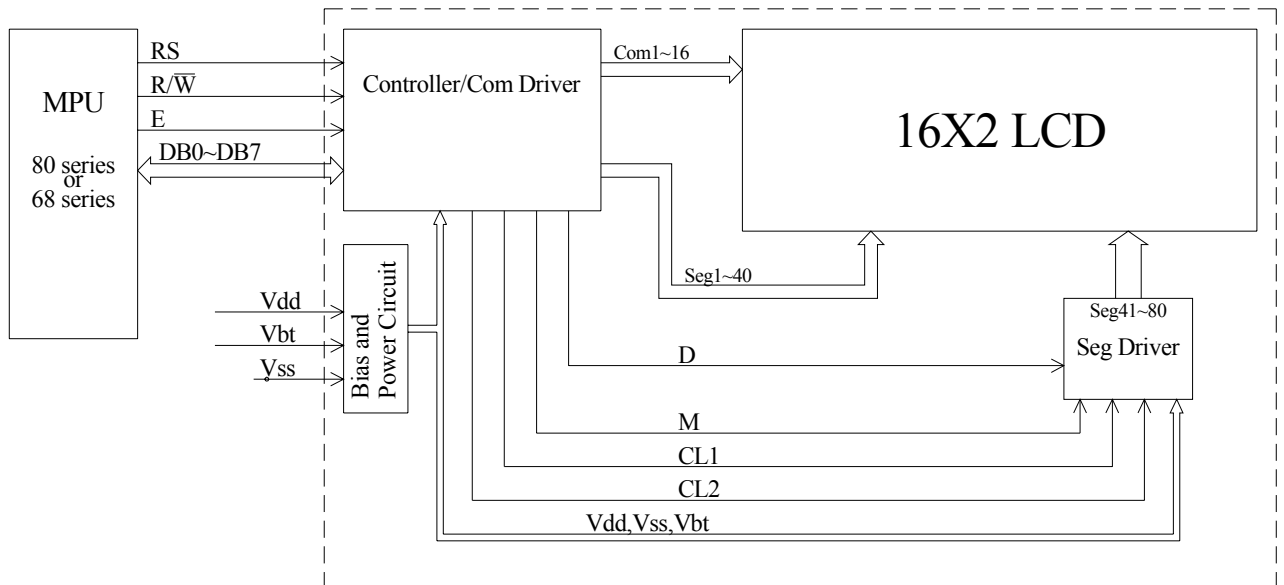 MPU
80 series
or
68 series
RS
R/W̅
E
DB0~DB7
Controller/Com Driver
Com1~16
16X2 LCD
Seg1~40
Seg41~80
Seg Driver
Vdd
Vbt
Vss
Bias and
Power Circuit
D
M
CL1
CL2
Vdd,Vss,Vbt